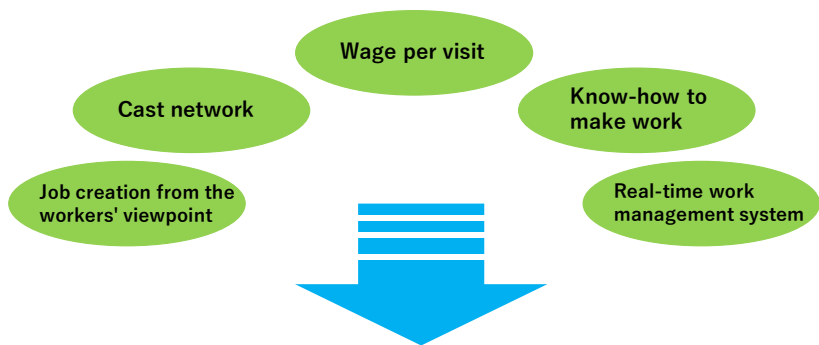 Wage per visit
Cast network
Know-how to
make work
Job creation from the
workers' viewpoint
Real-time work
management system